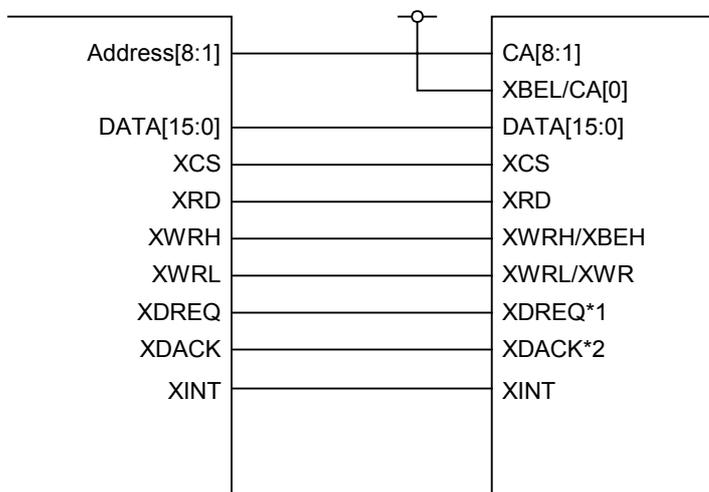 Address[8:1] CA[8:1]
XBEL/CA[0]
DATA[15:0] DATA[15:0]
XCS XCS
XRD XRD
XWRH XWRH/XBEH
XWRL XWRL/XWR
XDREQ XDREQ*1
XDACK XDACK*2
XINT XINT